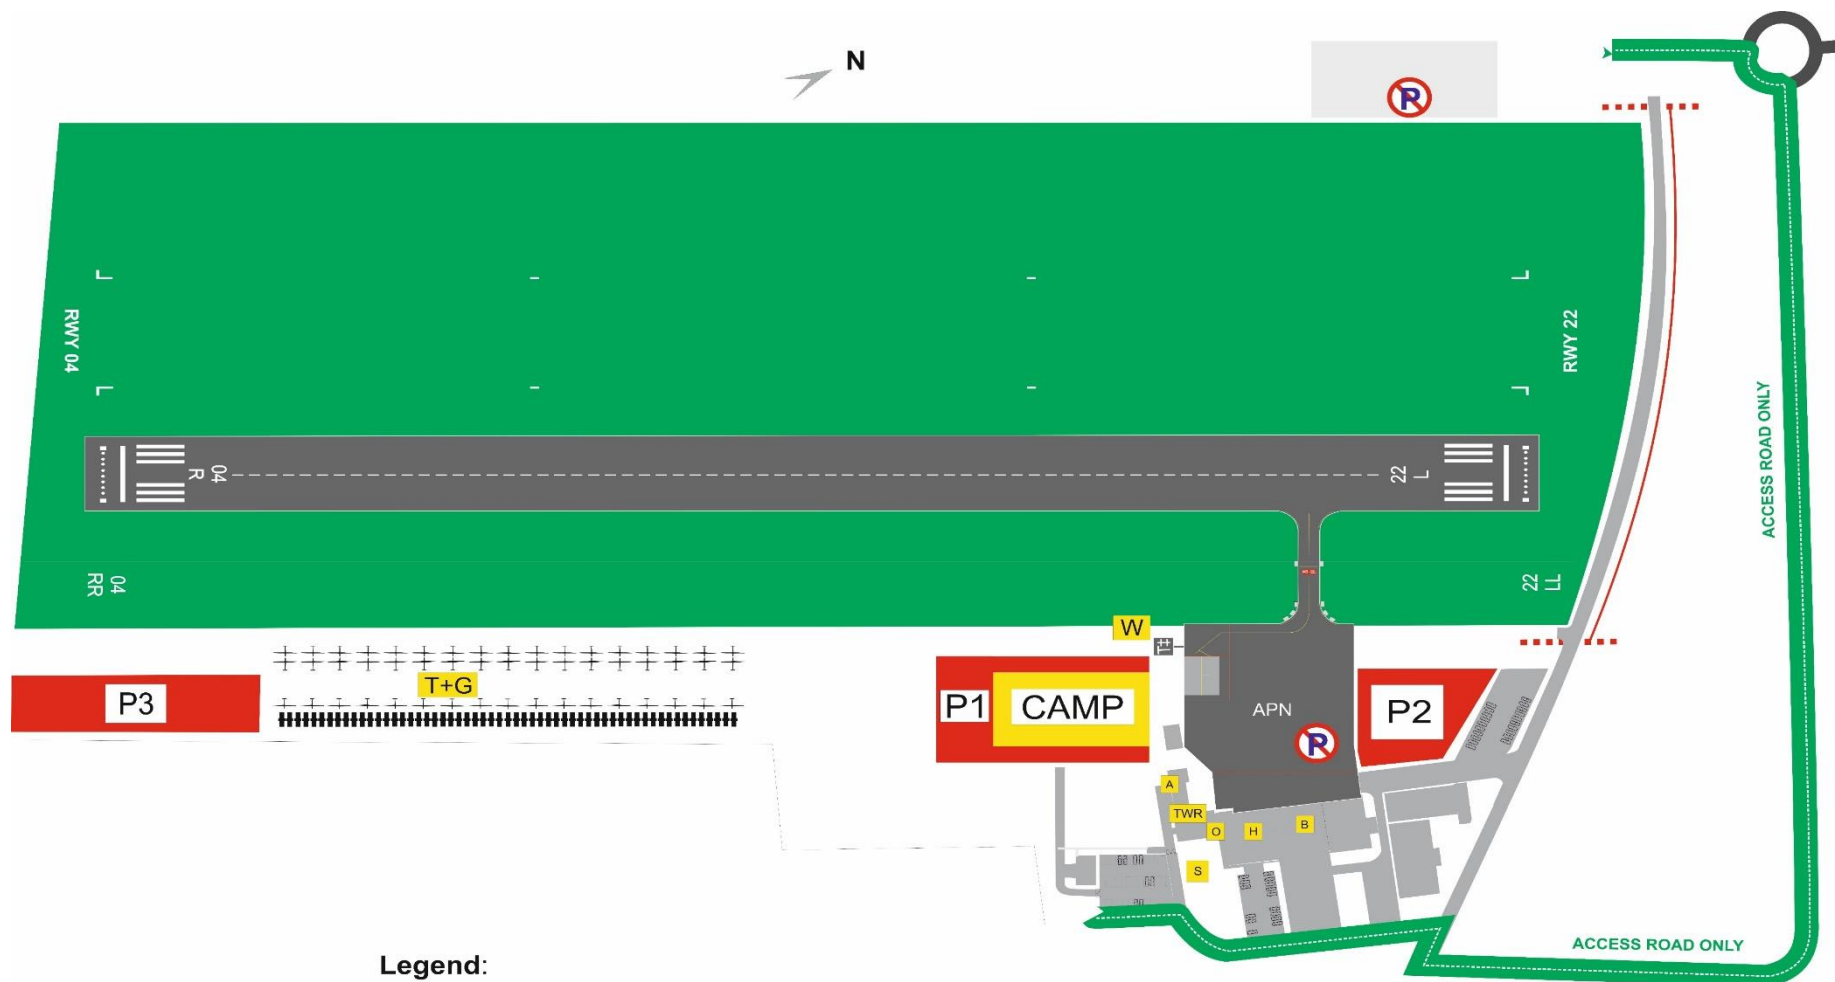 N
P
RWY 04
RWY 22
ACCESS ROAD ONLY
04
R
22
L
04
RR
22
LL
W
T+G
P3
P1
CAMP
APN
P
P2
A
TWR
O
H
B
S
ACCESS ROAD ONLY
Legend: